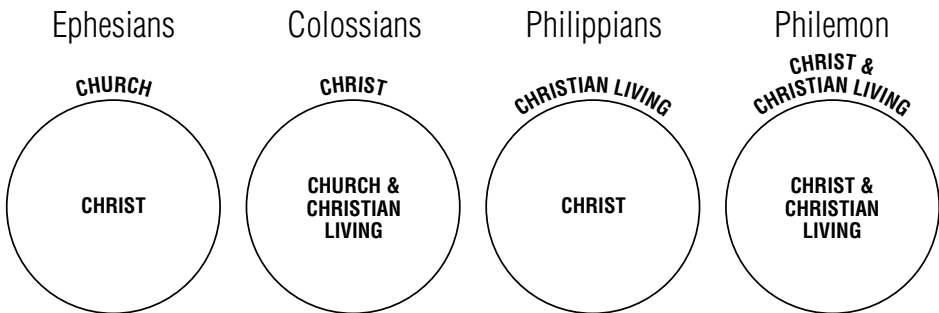 Ephesians
CHURCH
CHRIST
Colossians
CHRIST
CHURCH &
CHRISTIAN
LIVING
Philippians
CHRISTIAN LIVING
CHRIST
Philemon
CHRIST &
CHRISTIAN LIVING
CHRIST &
CHRISTIAN
LIVING